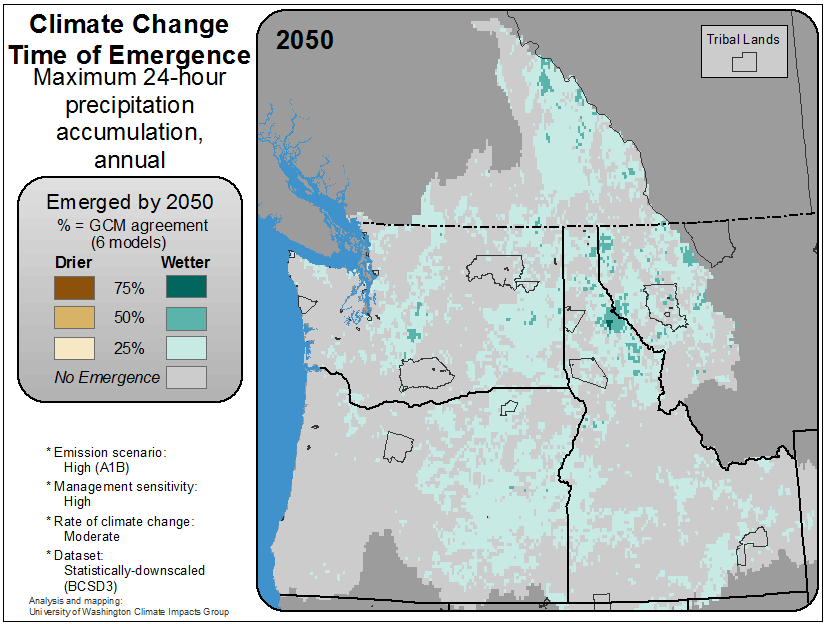 Climate Change
Time of Emergence
Maximum 24-hour
precipitation
accumulation,
annual
Emerged by 2050
% = GCM agreement
(6 models)
Drier Wetter
75%
50%
25%
No Emergence
* Emission scenario:
High (A1B)
* Management sensitivity:
High
* Rate of climate change:
Moderate
* Dataset:
Statistically-downscaled
(BCSD3)
Analysis and mapping:
University of Washington Climate Impacts Group
2050
Tribal Lands